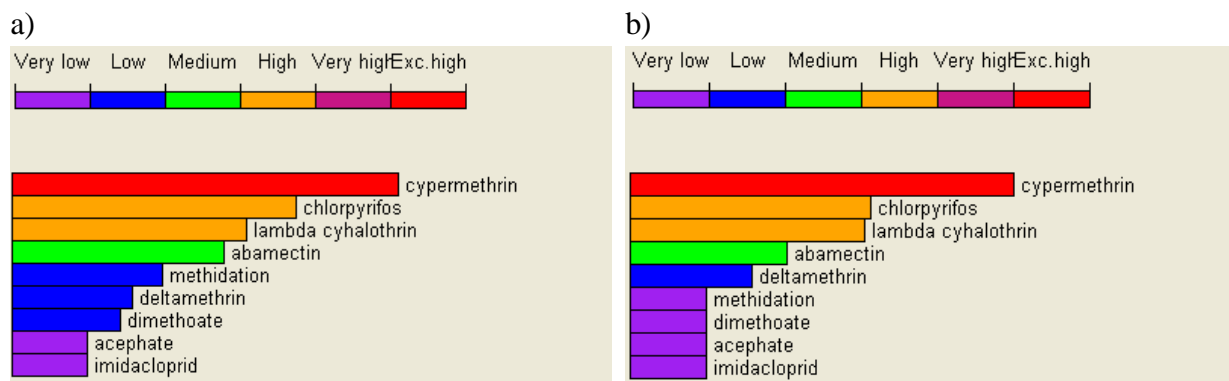 a)
Very low Low Medium High Very high Exc.high
cypermethrin
chlorpyrifos
lambda cyhalothrin
abamectin
methidation
deltamethrin
dimethoate
acephate
imidacloprid
b)
Very low Low Medium High Very high Exc.high
cypermethrin
chlorpyrifos
lambda cyhalothrin
abamectin
deltamethrin
methidation
dimethoate
acephate
imidacloprid